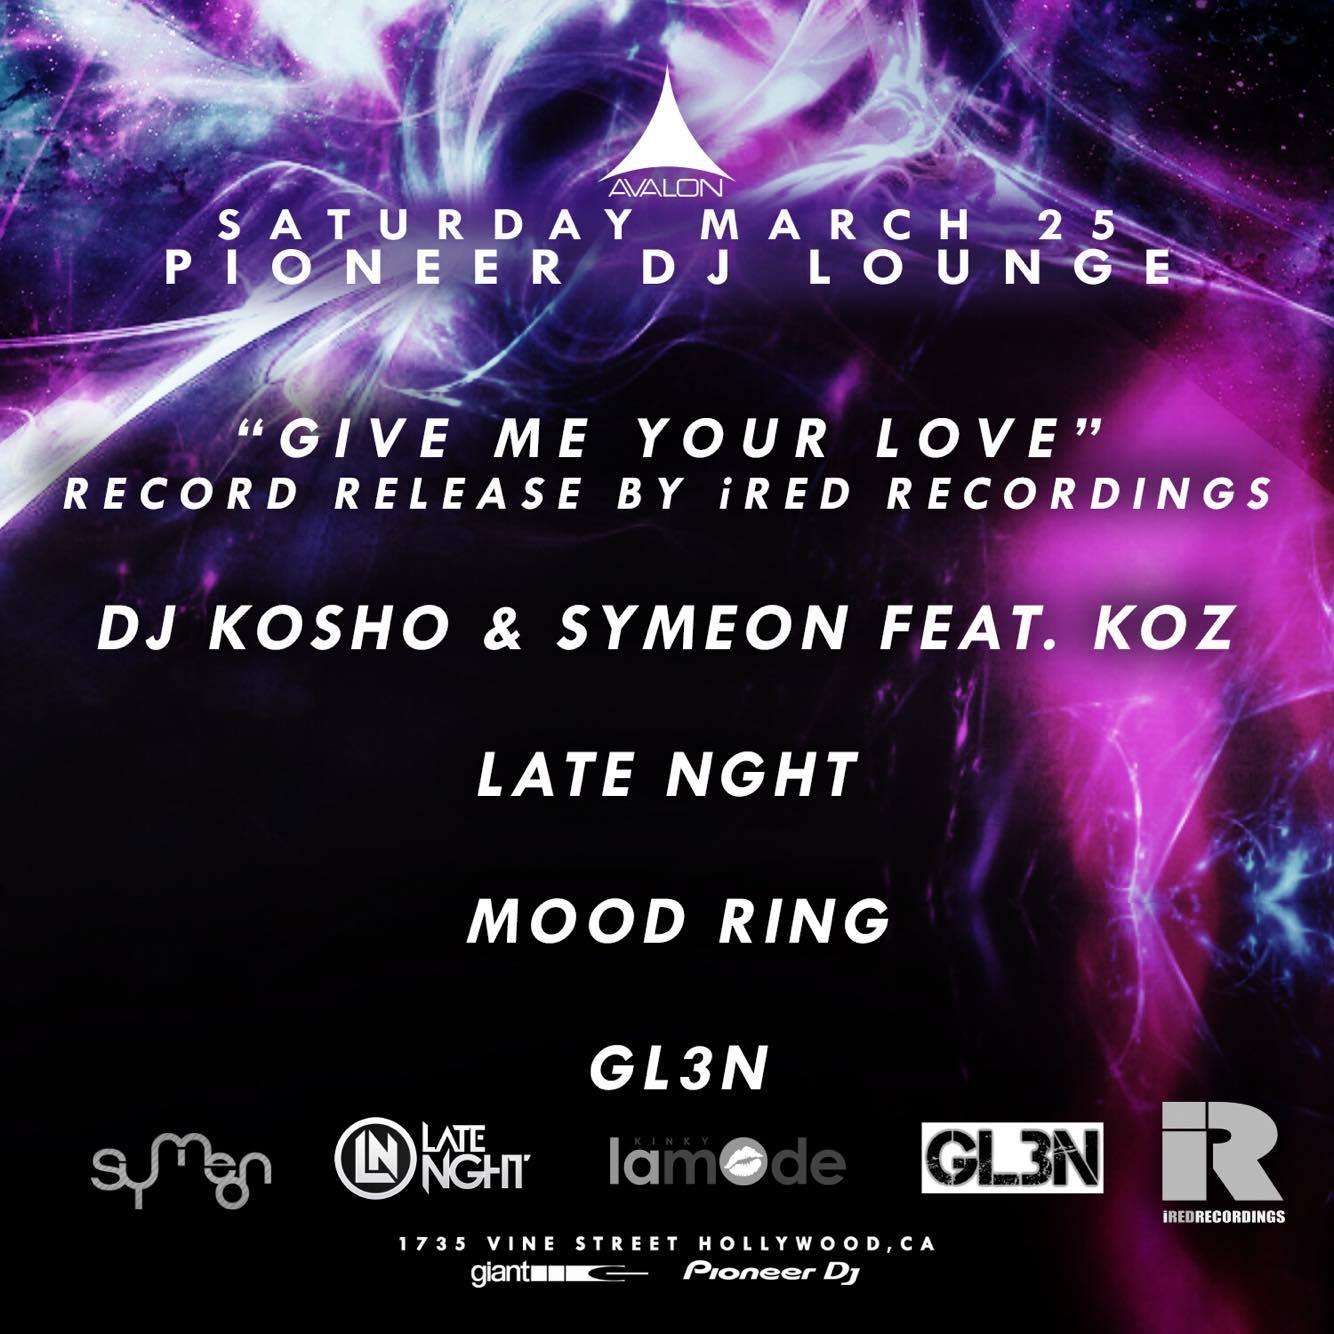 AVALON
SATURDAY MARCH 25
PIONEER DJ LOUNGE
“GIVE ME YOUR LOVE”
RECORD RELEASE BY iRED RECORDINGS
DJ KOSHO & SYMEON FEAT. KOZ
LATE NGHT
MOOD RING
GL3N
symeon
LN LATE NGHT
KINKY
lamode
GL3N
iR
iREDRECORDINGS
1735 VINE STREET HOLLYWOOD,CA
giant Pioneer Dj